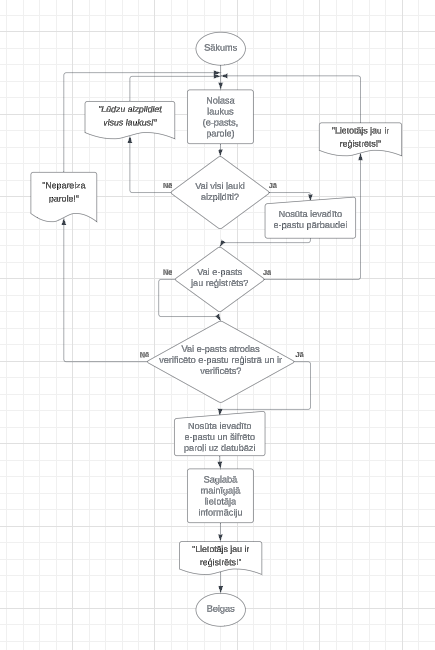 Sākums
"Lūdzu aizpildiet
visus laukus!"
Nolasa
laukus
(e-pasts,
parole)
"Lietotājs jau ir
reģistrēts!"
"Nepareiza
parole!"
Nē
Vai visi lauki
aizpildīti?
Jā
Nosūta ievadīto
e-pastu pārbaudei
Nē
Vai e-pasts
jau reģistrēts?
Jā
Nē
Vai e-pasts atrodas
verificēto e-pastu reģistrā un ir
verificēts?
Jā
Nosūta ievadīto
e-pastu un šifrēto
paroli uz datubāzi
Saglabā
mainīgajā
lietotāja
informāciju
"Lietotājs jau ir
reģistrēts!"
Beigas